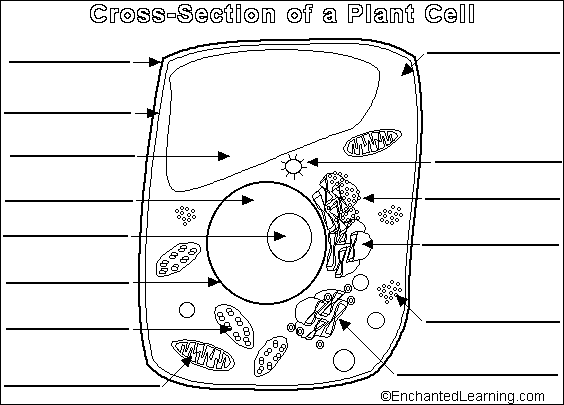 Cross-Section of a Plant Cell
©EnchantedLearning.com